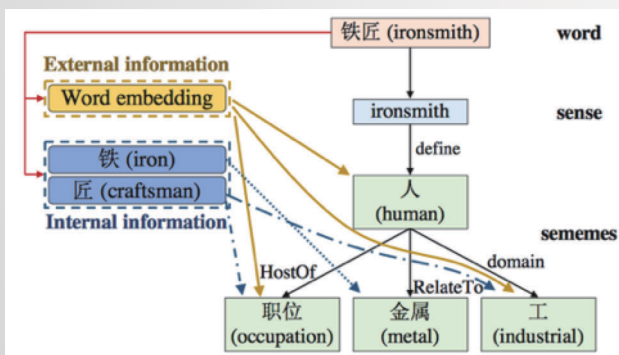 铁匠 (ironsmith)
word
External information
Word embedding
ironsmith
sense
define
铁 (iron)
匠 (craftsman)
Internal information
人
(human)
sememes
HostOf
RelateTo
domain
职位
(occupation)
金属
(metal)
工
(industrial)